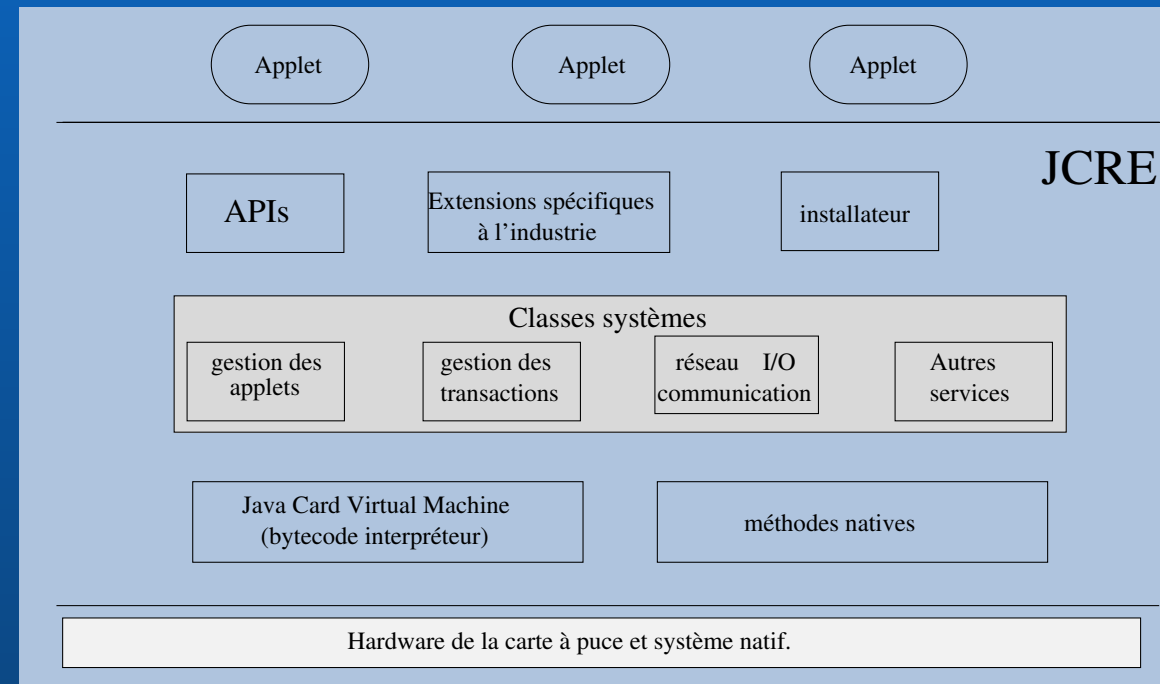 Applet
Applet
Applet
JCRE
APIs
Extensions spécifiques
à l'industrie
installateur
Classes systèmes
gestion des
applets
gestion des
transactions
réseau I/O
communication
Autres
services
Java Card Virtual Machine
(bytecode interpréteur)
méthodes natives
Hardware de la carte à puce et système natif.